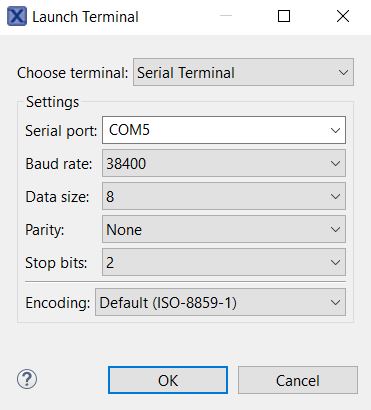 Launch Terminal
Choose terminal: Serial Terminal
Settings
Serial port: COM5
Baud rate: 38400
Data size: 8
Parity: None
Stop bits: 2
Encoding: Default (ISO-8859-1)
OK Cancel